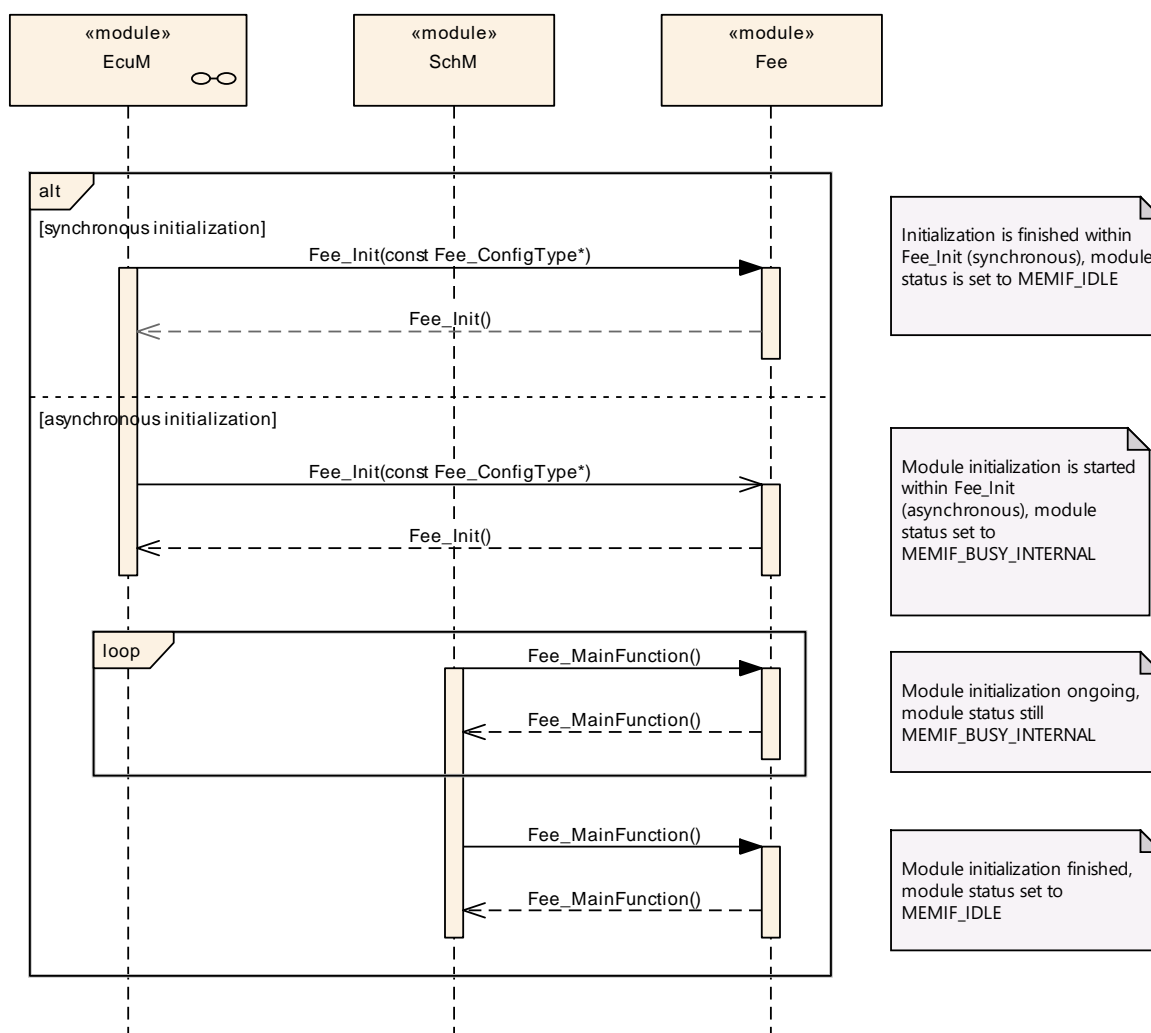 «module»
EcuM
«module»
SchM
«module»
Fee
alt
[synchronous initialization]
Fee_Init(const Fee_ConfigType*)
Fee_Init()
Initialization is finished within
Fee_Init (synchronous), module
status is set to MEMIF_IDLE
[asynchronous initialization]
Fee_Init(const Fee_ConfigType*)
Fee_Init()
Module initialization is started
within Fee_Init
(asynchronous), module
status set to
MEMIF_BUSY_INTERNAL
loop
Fee_MainFunction()
Fee_MainFunction()
Module initialization ongoing,
module status still
MEMIF_BUSY_INTERNAL
Fee_MainFunction()
Fee_MainFunction()
Module initialization finished,
module status set to
MEMIF_IDLE